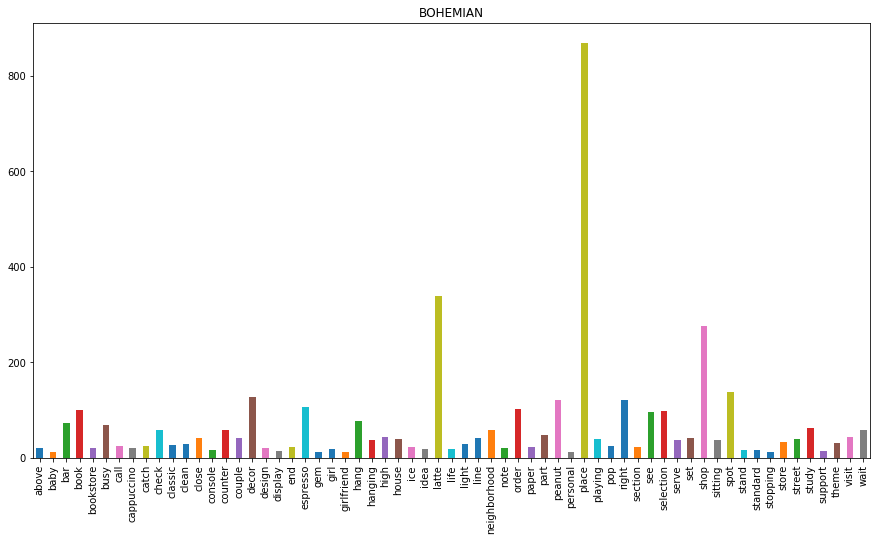 BOHEMIAN
800
600
400
200
0
above
baby
bar
book
bookstore
busy
call
cappuccino
catch
check
classic
clean
close
console
counter
couple
decor
design
display
end
espresso
gem
girl
girlfriend
hang
hanging
high
house
ice
idea
latte
life
light
line
neighborhood
note
order
paper
part
peanut
personal
place
playing
pop
right
section
see
selection
serve
set
shop
sitting
spot
stand
standard
stopping
store
street
study
support
theme
visit
wait